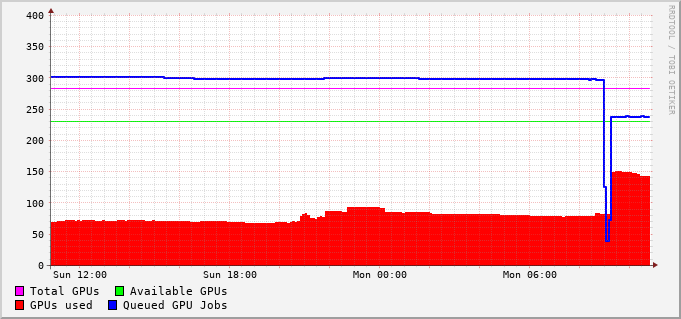 400
350
300
250
200
150
100
50
0
Sun 12:00 Sun 18:00 Mon 00:00 Mon 06:00
Total GPUs Available GPUs
GPUs used Queued GPU Jobs
RRDTOOL / TOBI OETIKER